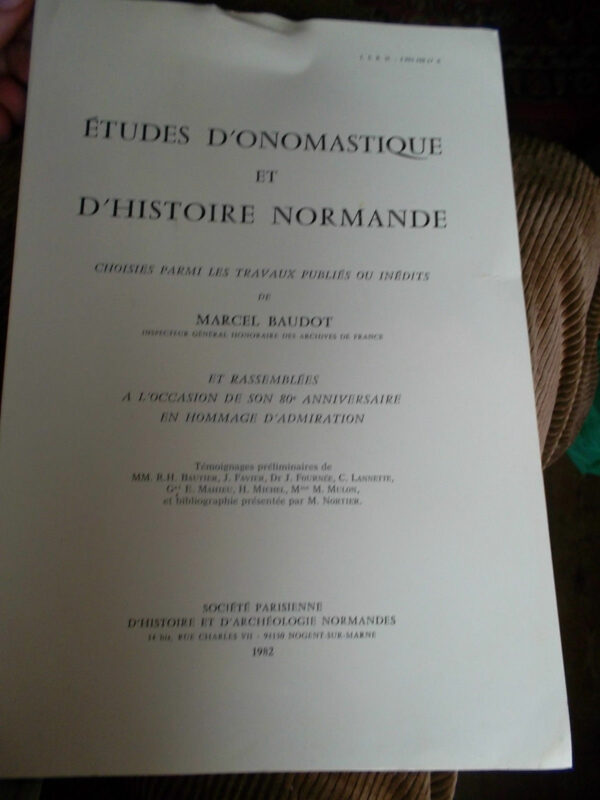 ÉTUDES D'ONOMASTIQUE
ET
D'HISTOIRE NORMANDE
CHOISIES PARMI LES TRAVAUX PUBLIÉS OU INÉDITS
DE
MARCEL BAUDOT
INSPECTEUR GÉNÉRAL HONORAIRE DES ARCHIVES DE FRANCE
ET RASSEMBLÉES
A L'OCCASION DE SON 80e ANNIVERSAIRE
EN HOMMAGE D'ADMIRATION
Témoignages préliminaires de
MM. R.H. BAUTIER, J. FAVIER, Dr J. FOURNÉE, C. LANNETTE,
Gal E. MAHIEU, H. MICHEL, Mme M. MULON,
et bibliographie présentée par M. NORTIER.
SOCIÉTÉ PARISIENNE
D'HISTOIRE ET D'ARCHÉOLOGIE NORMANDES
14 bis, RUE CHARLES VII - 94130 NOGENT-SUR-MARNE
1982